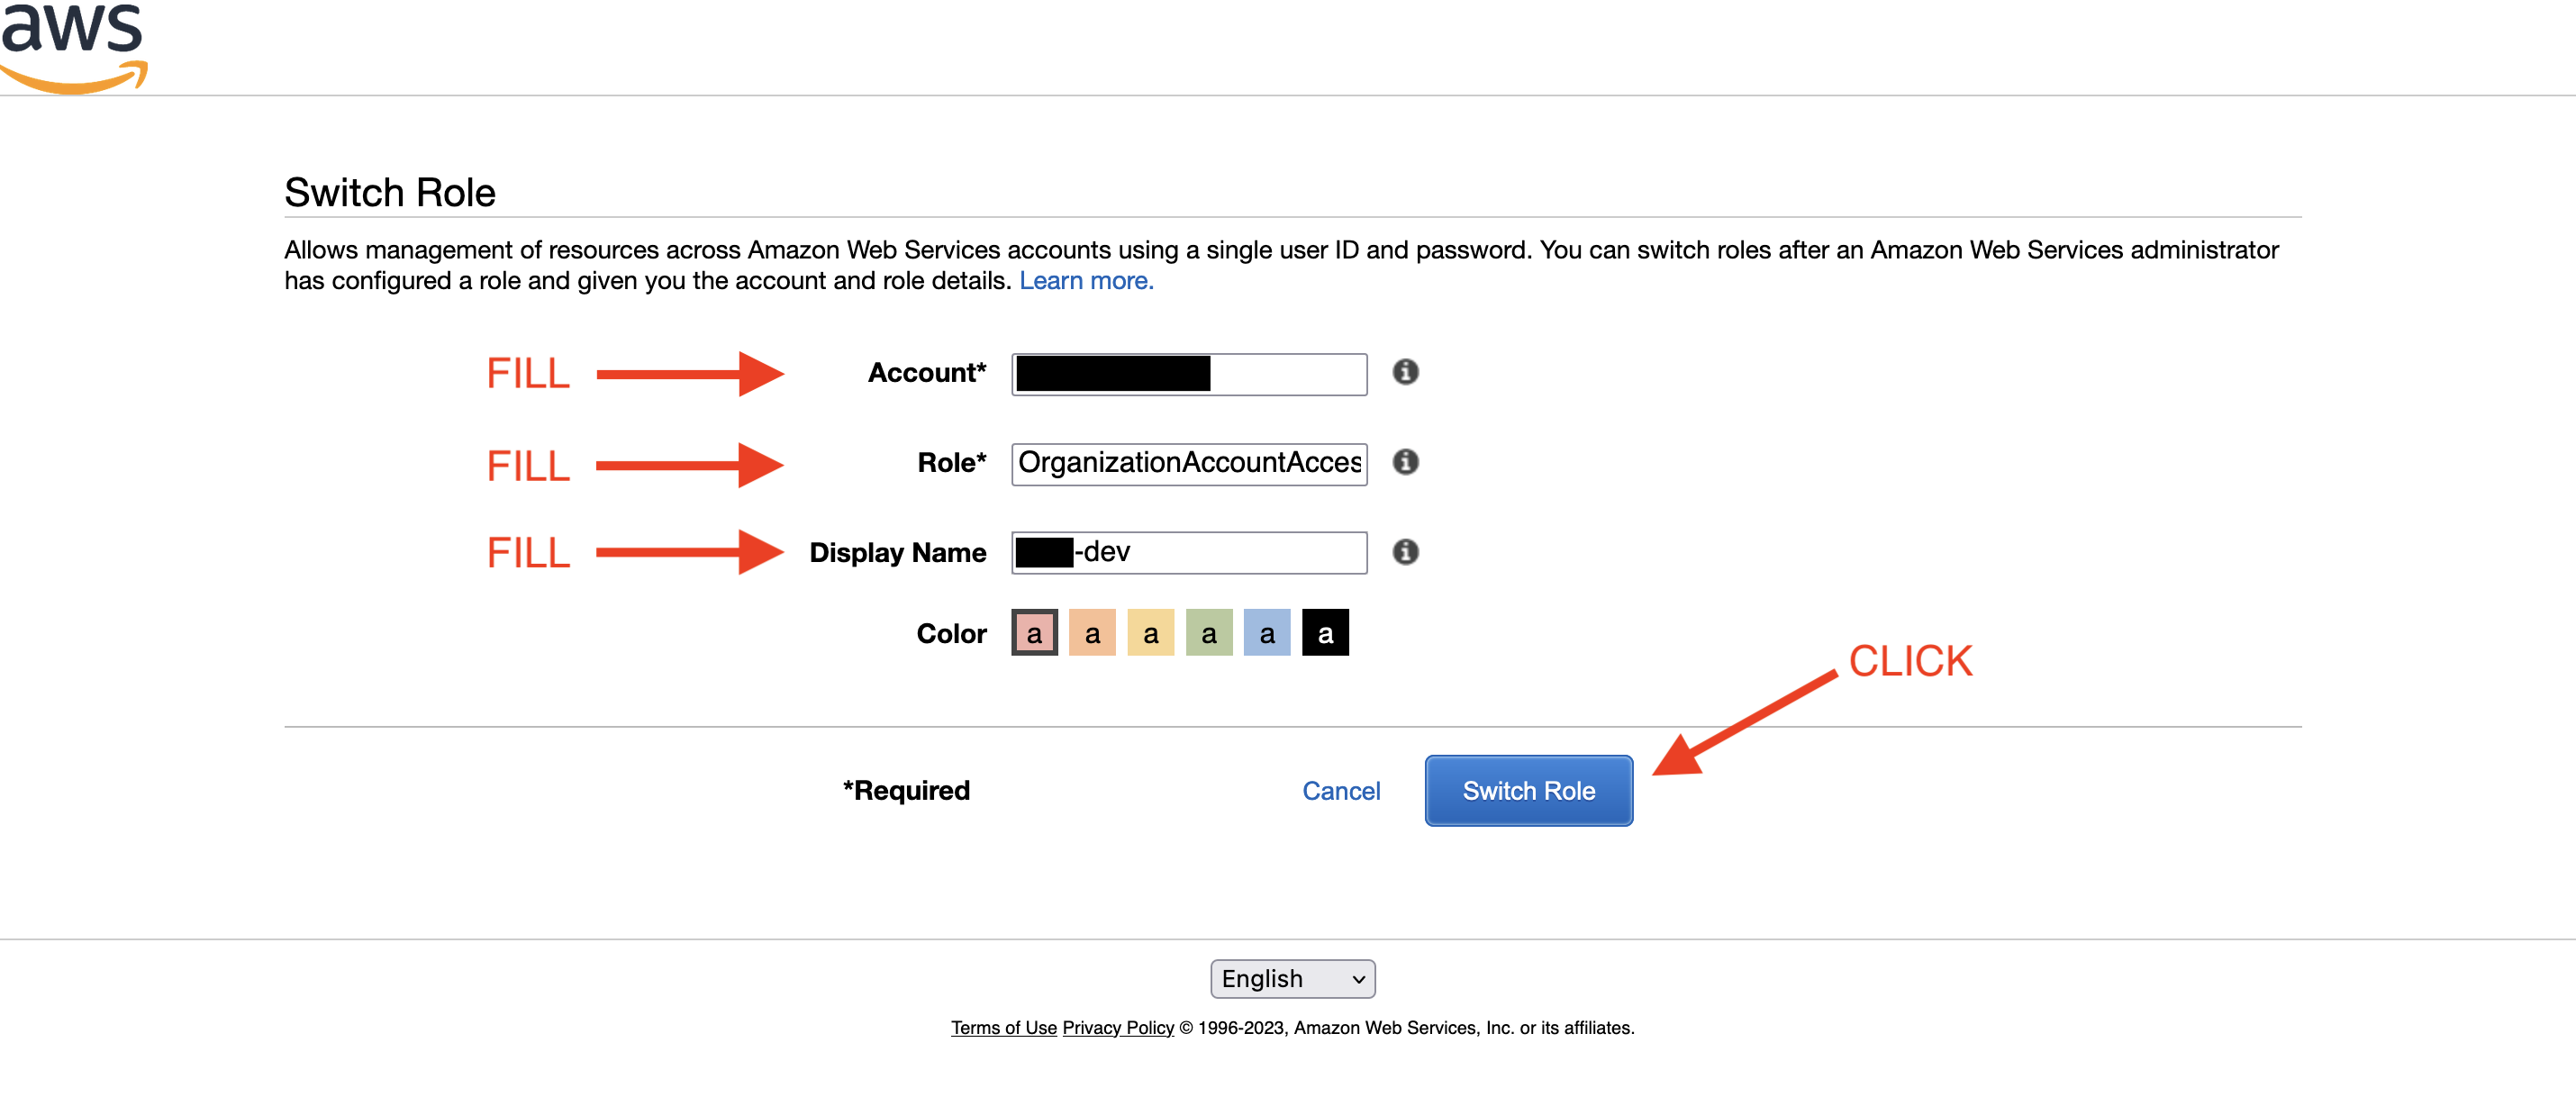 aws
Switch Role
Allows management of resources across Amazon Web Services accounts using a single user ID and password. You can switch roles after an Amazon Web Services administrator
has configured a role and given you the account and role details. Learn more.
FILL Account*
FILL Role* OrganizationAccountAcces
FILL Display Name -dev
Color a a a a a a
CLICK
*Required Cancel Switch Role
English
Terms of Use Privacy Policy © 1996-2023, Amazon Web Services, Inc. or its affiliates.